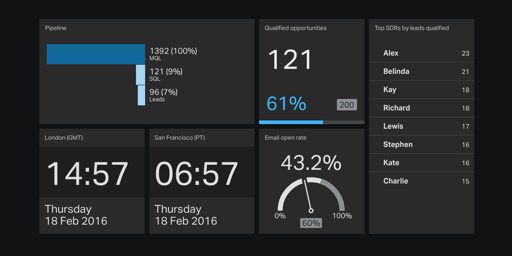 Pipeline
1392 (100%)
MQL
121 (9%)
SQL
96 (7%)
Leads
Qualified opportunities
121
61%
200
Top SDRs by leads qualified
Alex 23
Belinda 21
Kay 18
Richard 18
Lewis 17
Stephen 16
Kate 16
Charlie 15
London (GMT)
14:57
Thursday
18 Feb 2016
San Francisco (PT)
06:57
Thursday
18 Feb 2016
Email open rate
43.2%
0% 100%
60%